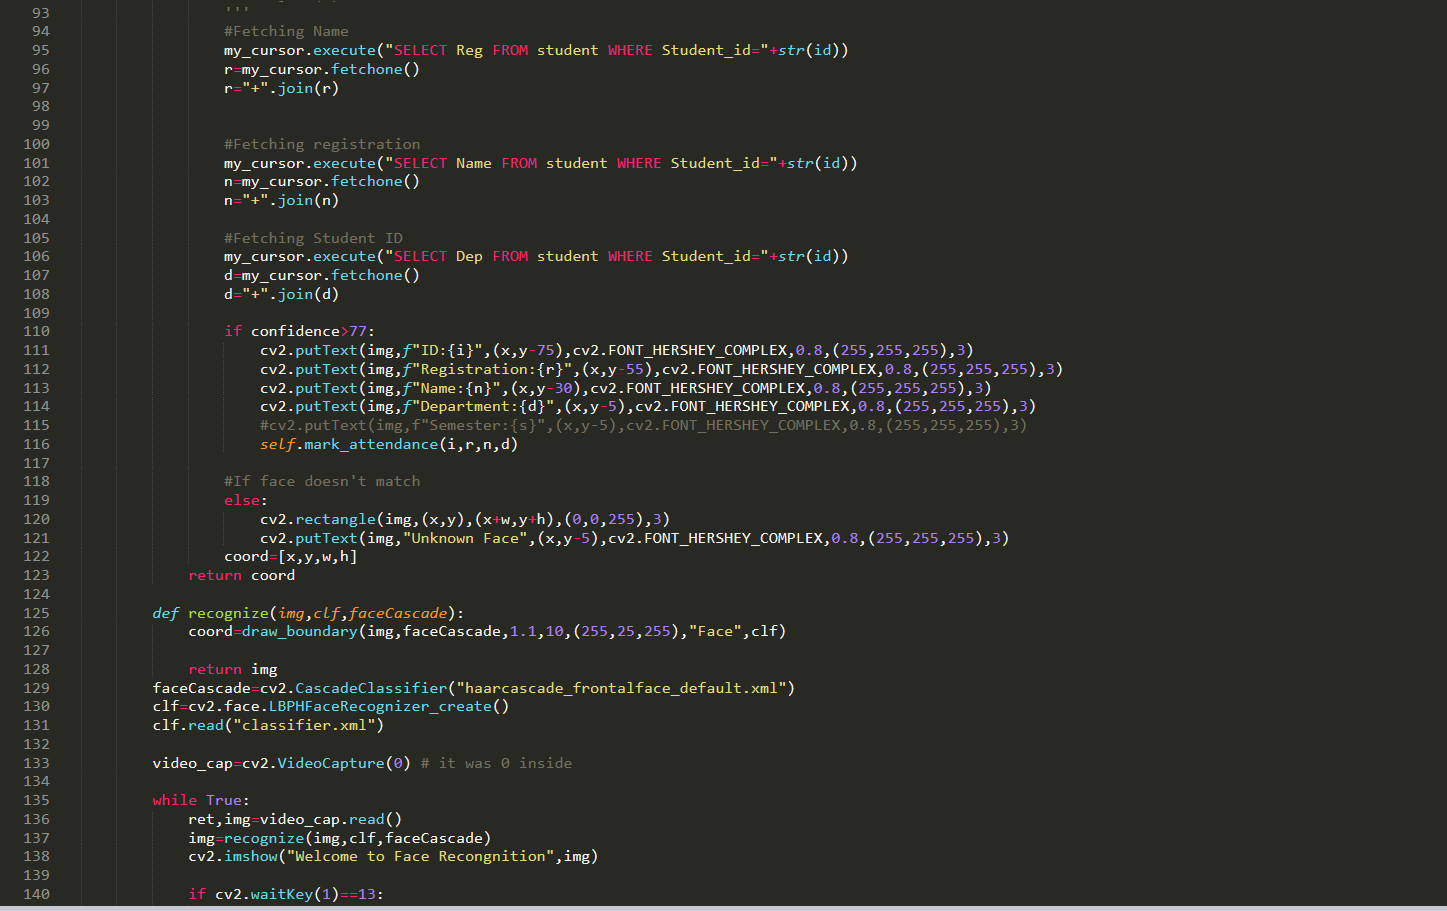 93 '''
94 #Fetching Name
95 my_cursor.execute("SELECT Reg FROM student WHERE Student_id="+str(id))
96 r=my_cursor.fetchone()
97 r="+".join(r)
98
99
100 #Fetching registration
101 my_cursor.execute("SELECT Name FROM student WHERE Student_id="+str(id))
102 n=my_cursor.fetchone()
103 n="+".join(n)
104
105 #Fetching Student ID
106 my_cursor.execute("SELECT Dep FROM student WHERE Student_id="+str(id))
107 d=my_cursor.fetchone()
108 d="+".join(d)
109
110 if confidence>77:
111 cv2.putText(img,f"ID:{i}",(x,y-75),cv2.FONT_HERSHEY_COMPLEX,0.8,(255,255,255),3)
112 cv2.putText(img,f"Registration:{r}",(x,y-55),cv2.FONT_HERSHEY_COMPLEX,0.8,(255,255,255),3)
113 cv2.putText(img,f"Name:{n}",(x,y-30),cv2.FONT_HERSHEY_COMPLEX,0.8,(255,255,255),3)
114 cv2.putText(img,f"Department:{d}",(x,y-5),cv2.FONT_HERSHEY_COMPLEX,0.8,(255,255,255),3)
115 #cv2.putText(img,f"Semester:{s}",(x,y-5),cv2.FONT_HERSHEY_COMPLEX,0.8,(255,255,255),3)
116 self.mark_attendance(i,r,n,d)
117
118 #If face doesn't match
119 else:
120 cv2.rectangle(img,(x,y),(x+w,y+h),(0,0,255),3)
121 cv2.putText(img,"Unknown Face",(x,y-5),cv2.FONT_HERSHEY_COMPLEX,0.8,(255,255,255),3)
122 coord=[x,y,w,h]
123 return coord
124
125 def recognize(img,clf,faceCascade):
126 coord=draw_boundary(img,faceCascade,1.1,10,(255,25,255),"Face",clf)
127
128 return img
129 faceCascade=cv2.CascadeClassifier("haarcascade_frontalface_default.xml")
130 clf=cv2.face.LBPHFaceRecognizer_create()
131 clf.read("classifier.xml")
132
133 video_cap=cv2.VideoCapture(0) # it was 0 inside
134
135 while True:
136 ret,img=video_cap.read()
137 img=recognize(img,clf,faceCascade)
138 cv2.imshow("Welcome to Face Recongnition",img)
139
140 if cv2.waitKey(1)==13: